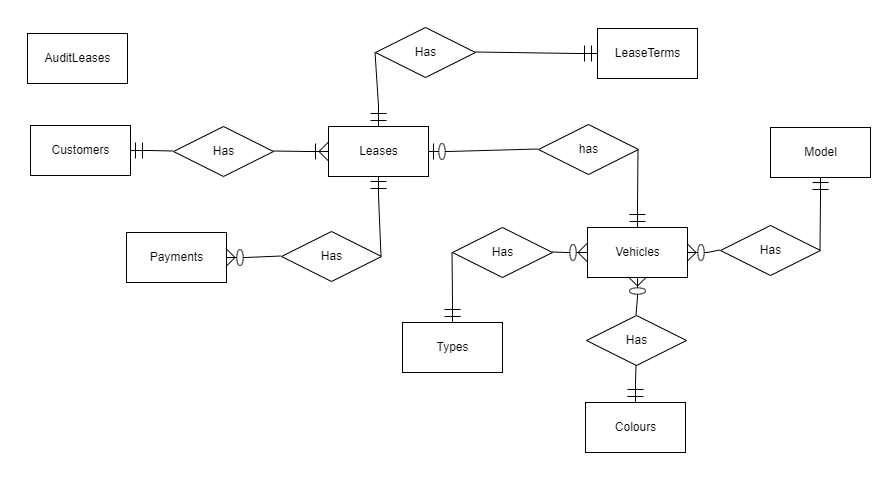 Has
LeaseTerms
AuditLeases
Customers
Has
Leases
has
Model
Payments
Has
Has
Vehicles
Has
Types
Has
Colours